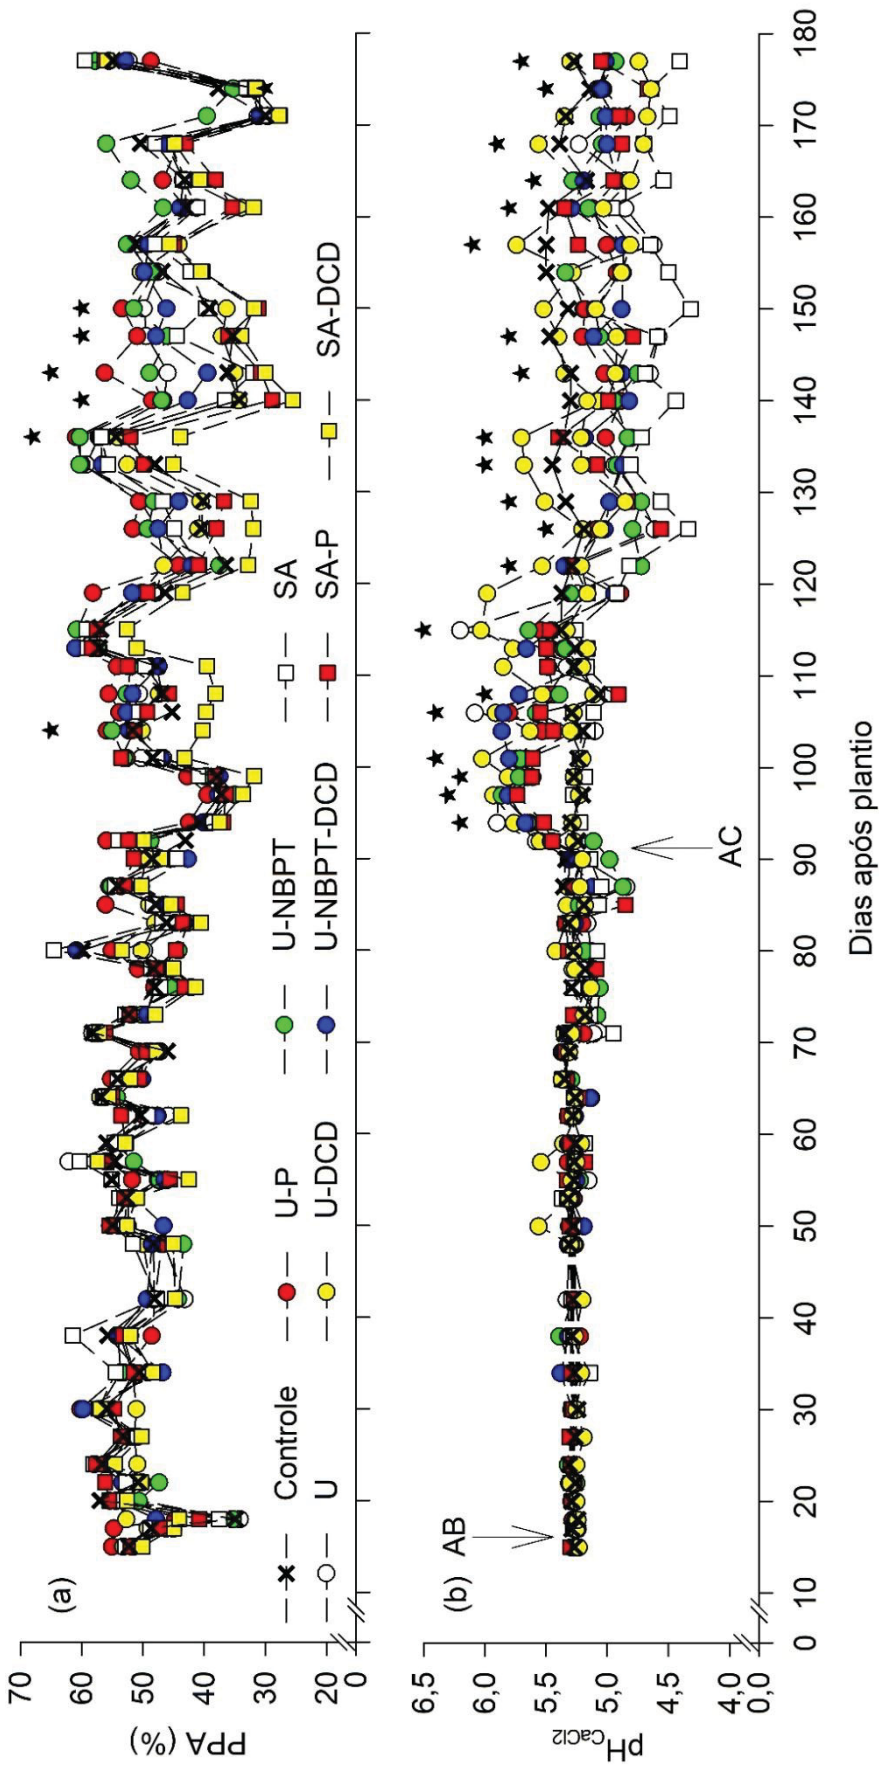 (a)
PPA (%)
70
60
50
40
30
20
0
Controle
U-P
U-NBPT
SA
U
U-DCD
U-NBPT-DCD
SA-P
SA-DCD
(b)
AB
AC
pHCaCl2
6,5
6,0
5,5
5,0
4,5
0,0
0 10 20 30 40 50 60 70 80 90 100 110 120 130 140 150 160 170 180
Dias após plantio